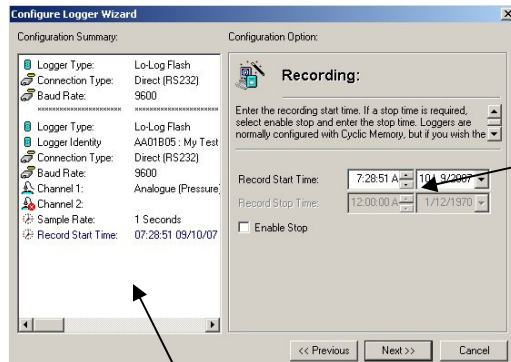 Configure Logger Wizard
Configuration Summary:
Logger Type: Lo-Log Flash
Connection Type: Direct (RS232)
Baud Rate: 9600
Logger Type: Lo-Log Flash
Logger Identity AA01B05 : My Test
Connection Type: Direct (RS232)
Baud Rate: 9600
Channel 1: Analogue (Pressure)
Channel 2:
Sample Rate: 1 Seconds
Record Start Time: 07:28:51 09/10/07
Configuration Option:
Recording:
Enter the recording start time. If a stop time is required,
select enable stop and enter the stop time. Loggers are
normally configured with Cyclic Memory, but if you wish the
Record Start Time: 7:28:51 A 10/ 9/2007
Record Stop Time: 12:00:00 A 1/12/1970
Enable Stop
<< Previous Next >> Cancel